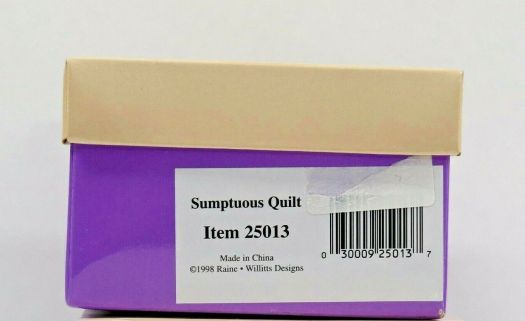 Sumptuous Quilt
Item 25013
Made in China
©1998 Raine • Willitts Designs
0 30009 25013 7